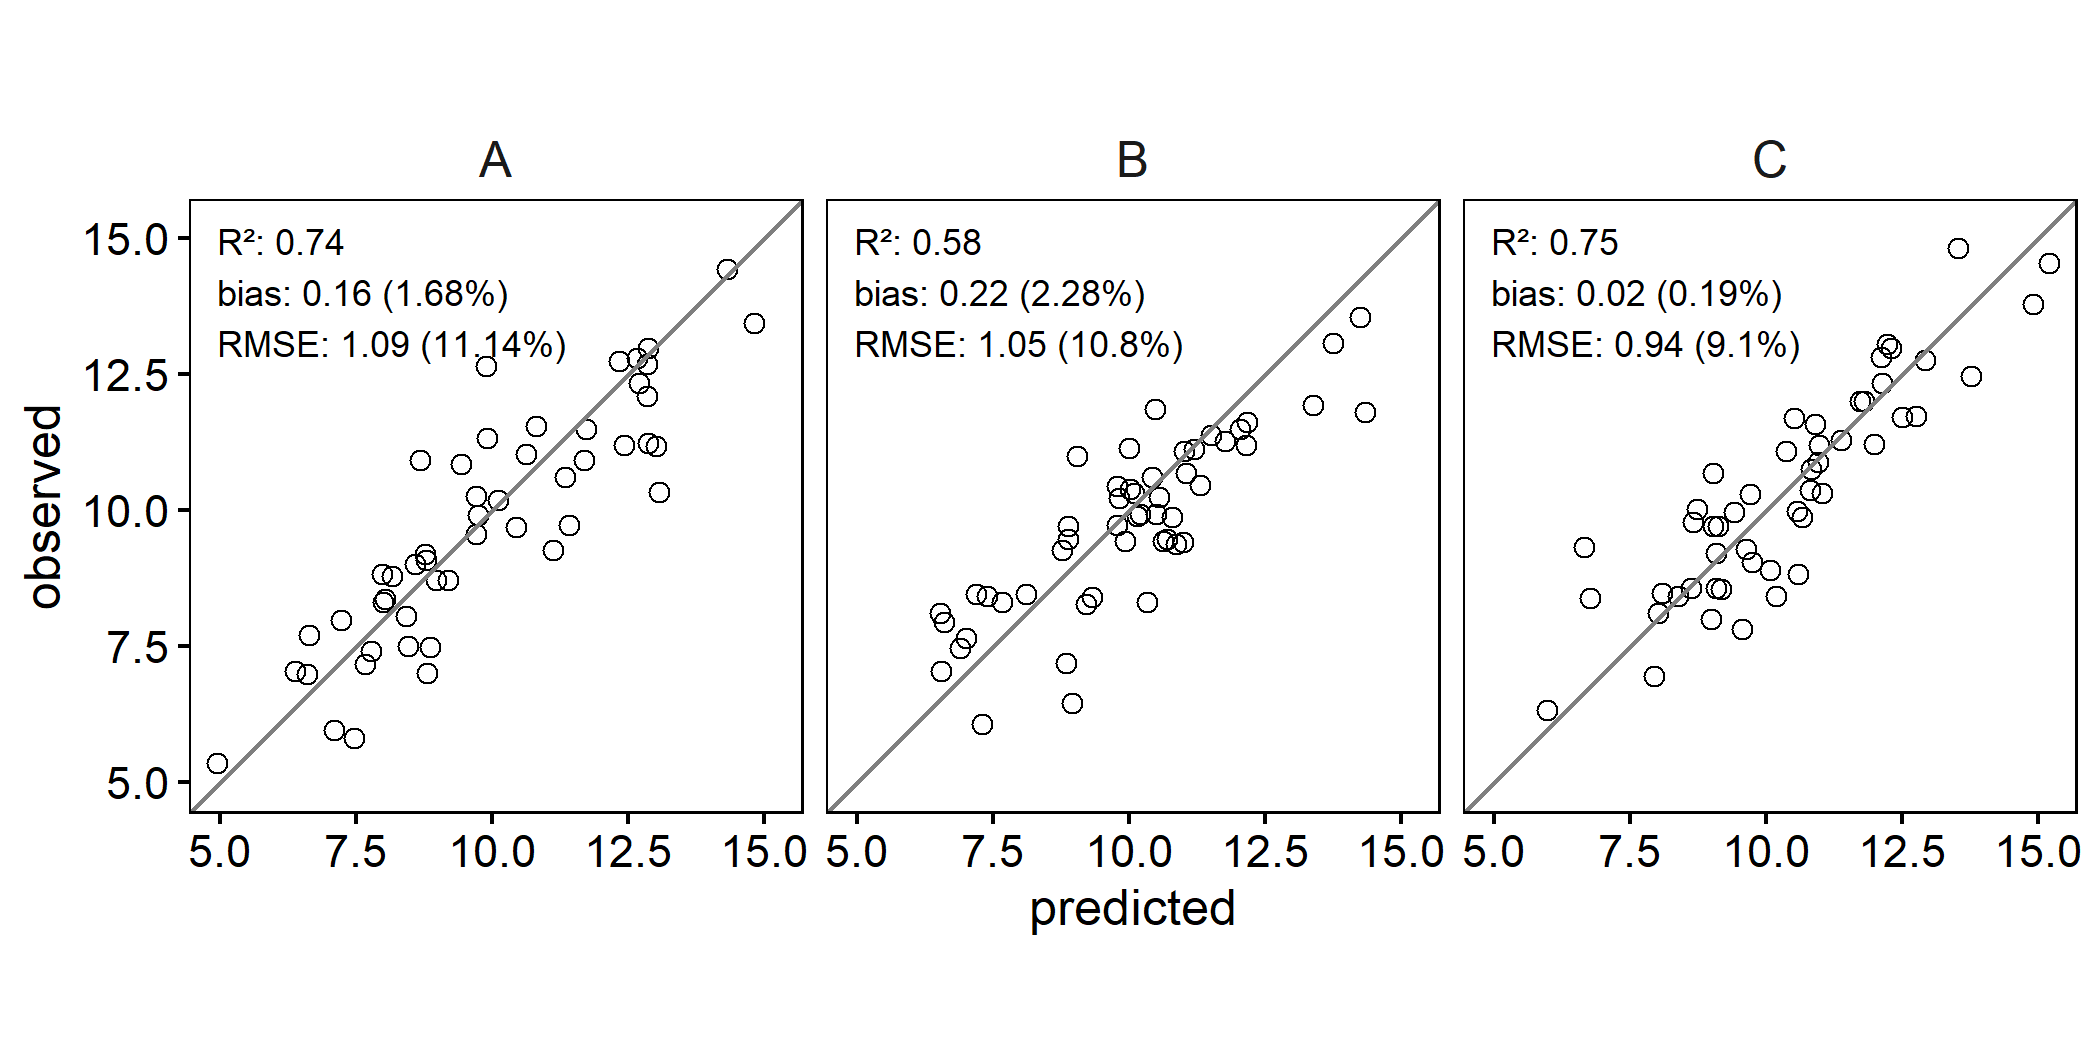 A
B
C
R²: 0.74
bias: 0.16 (1.68%)
RMSE: 1.09 (11.14%)
R²: 0.58
bias: 0.22 (2.28%)
RMSE: 1.05 (10.8%)
R²: 0.75
bias: 0.02 (0.19%)
RMSE: 0.94 (9.1%)
observed
15.0
12.5
10.0
7.5
5.0
5.0 7.5 10.0 12.5 15.0
5.0 7.5 10.0 12.5 15.0
5.0 7.5 10.0 12.5 15.0
predicted